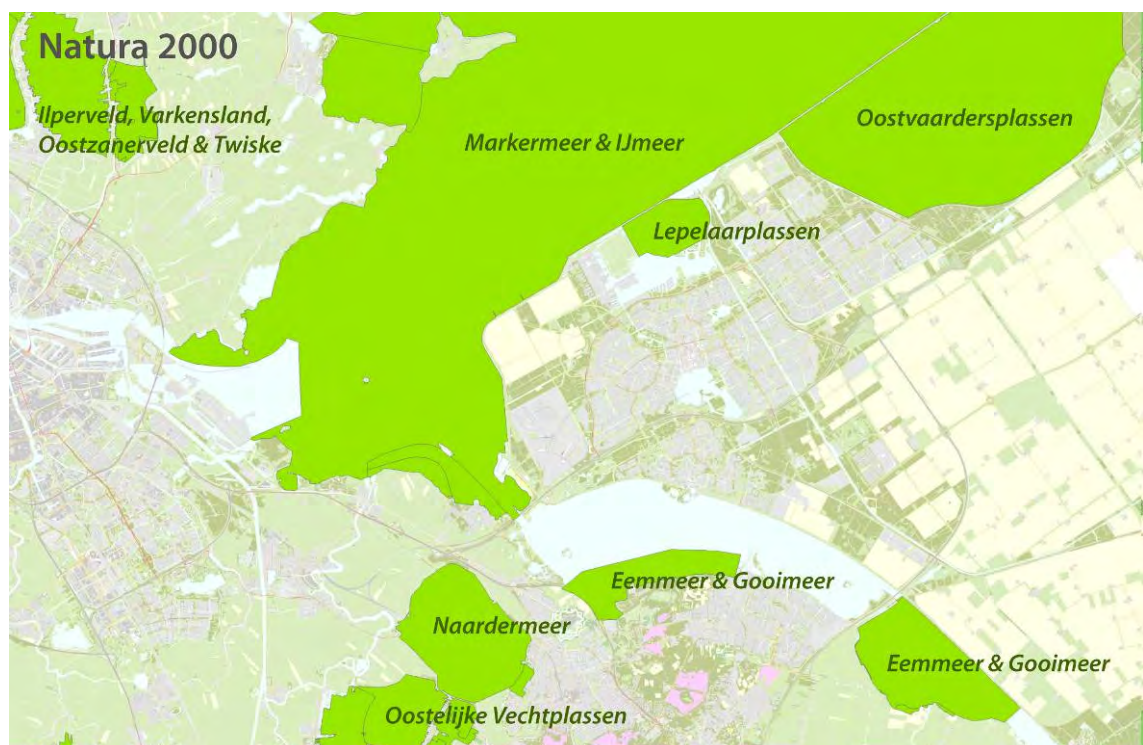 Natura 2000
Ilperveld, Varkensland,
Oostzanerveld & Twiske
Markermeer & IJmeer
Oostvaardersplassen
Lepelaarplassen
Eemmeer & Gooimeer
Naardermeer
Eemmeer & Gooimeer
Oostelijke Vechtplassen